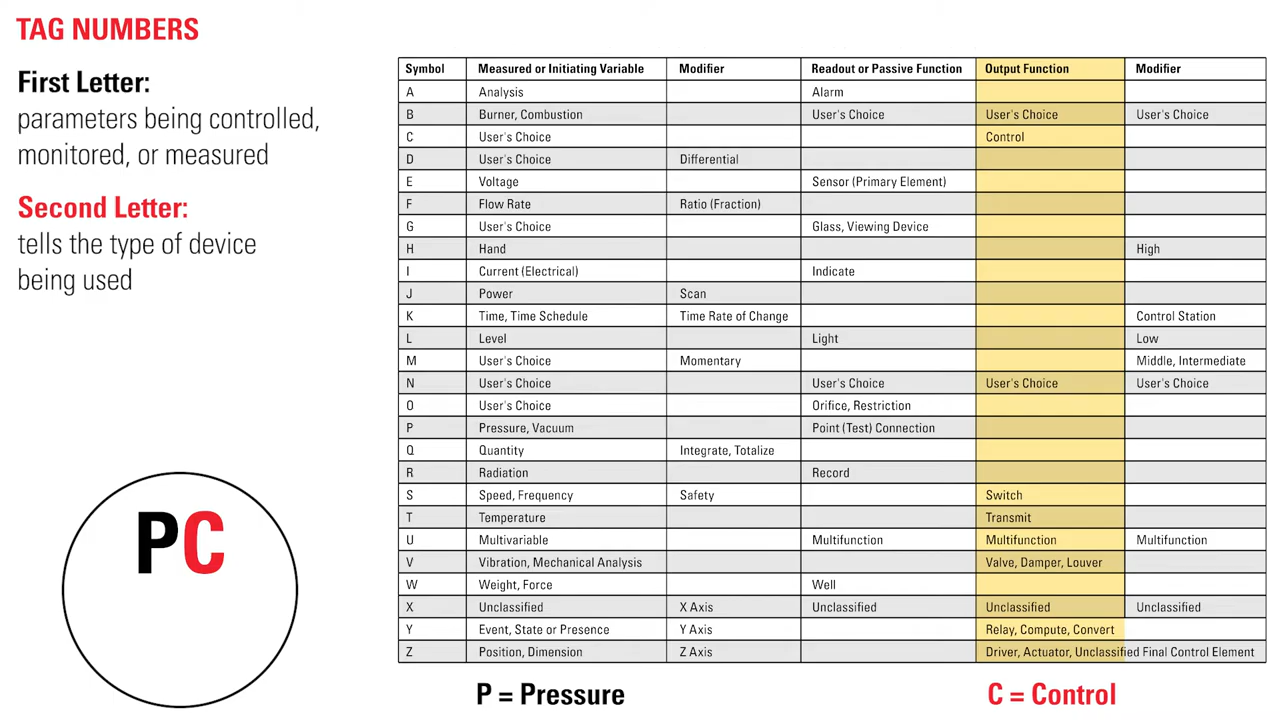 TAG NUMBERS
First Letter:
parameters being controlled,
monitored, or measured
Second Letter:
tells the type of device
being used
PC
Symbol Measured or Initiating Variable Modifier Readout or Passive Function Output Function Modifier
A Analysis Alarm
B Burner, Combustion User's Choice User's Choice User's Choice
C User's Choice Control
D User's Choice Differential
E Voltage Sensor (Primary Element)
F Flow Rate Ratio (Fraction)
G User's Choice Glass, Viewing Device
H Hand High
I Current (Electrical) Indicate
J Power Scan
K Time, Time Schedule Time Rate of Change Control Station
L Level Light Low
M User's Choice Momentary Middle, Intermediate
N User's Choice User's Choice User's Choice User's Choice
O User's Choice Orifice, Restriction
P Pressure, Vacuum Point (Test) Connection
Q Quantity Integrate, Totalize
R Radiation Record
S Speed, Frequency Safety Switch
T Temperature Transmit
U Multivariable Multifunction Multifunction Multifunction
V Vibration, Mechanical Analysis Valve, Damper, Louver
W Weight, Force Well
X Unclassified X Axis Unclassified Unclassified Unclassified
Y Event, State or Presence Y Axis Relay, Compute, Convert
Z Position, Dimension Z Axis Driver, Actuator, Unclassified Final Control Element
P = Pressure C = Control